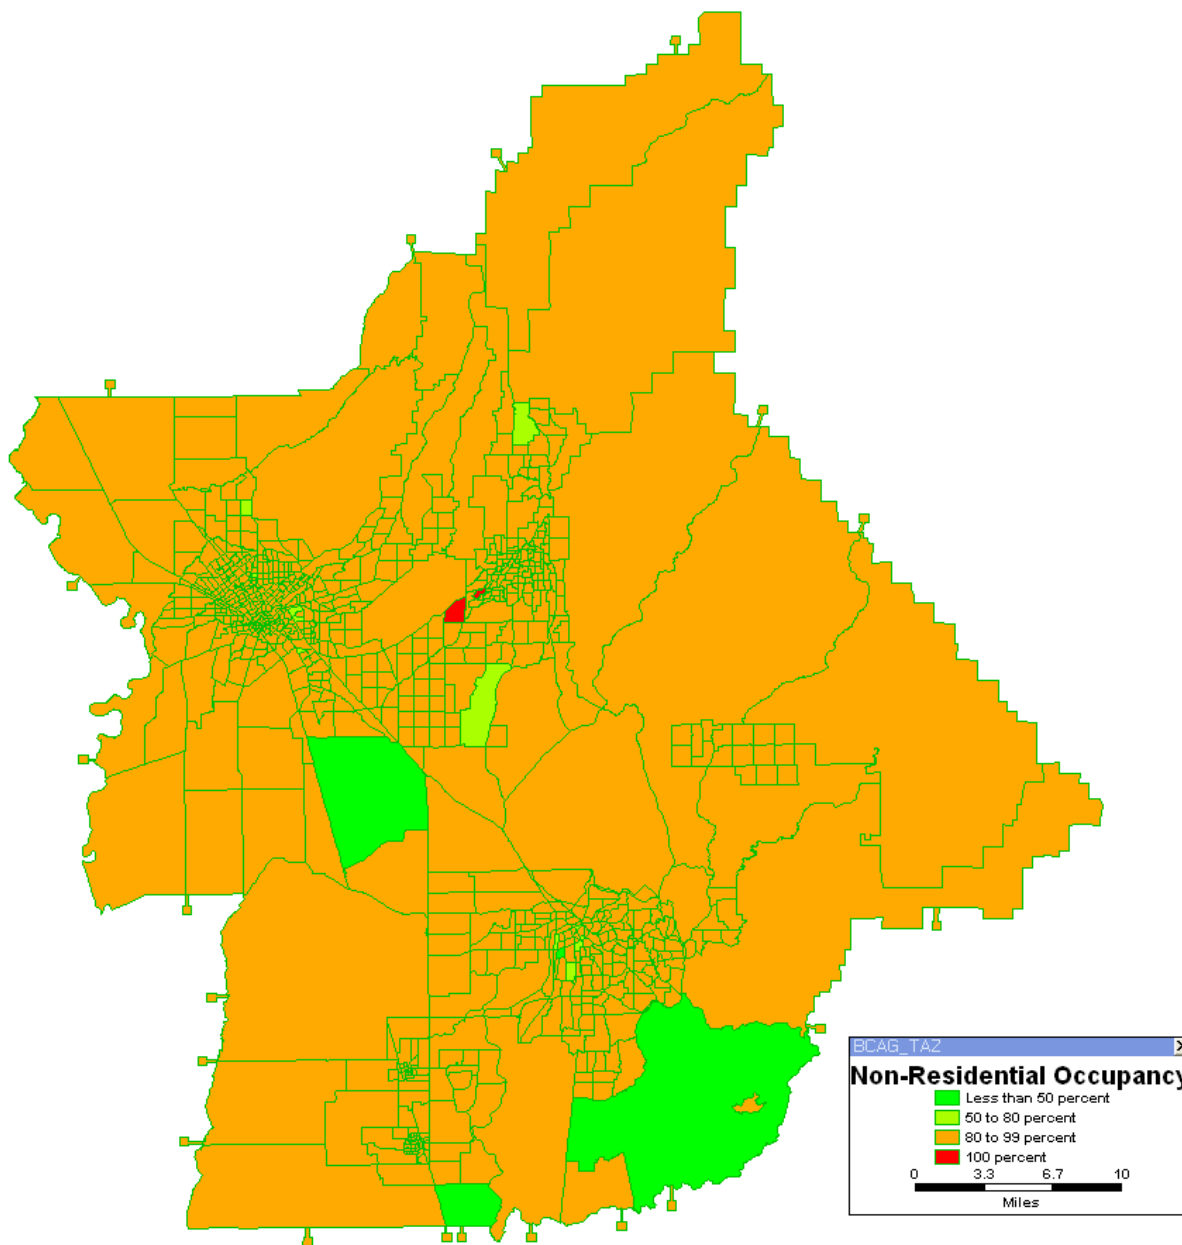 BCAG_TAZ
Non-Residential Occupancy
Less than 50 percent
50 to 80 percent
80 to 99 percent
100 percent
0 3.3 6.7 10
Miles